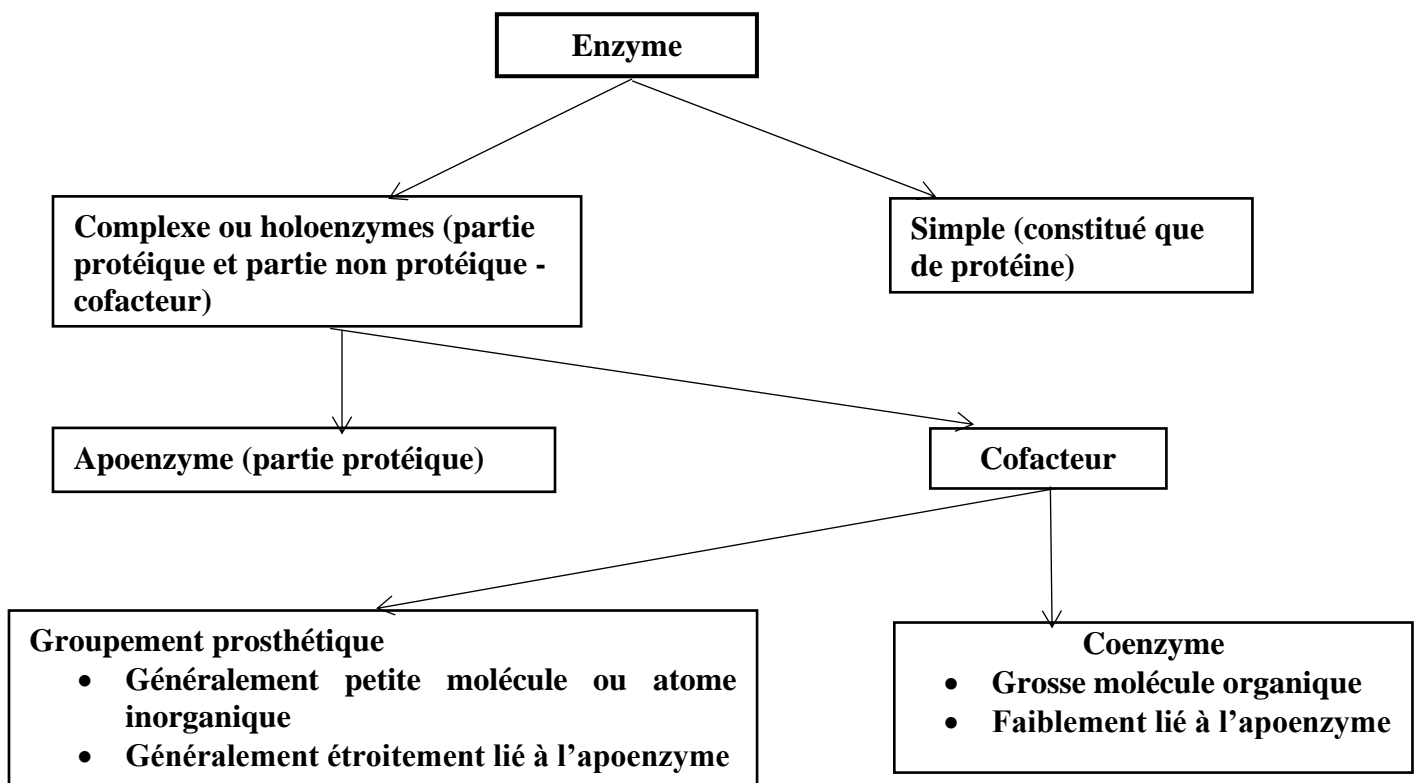 Enzyme
Complexe ou holoenzymes (partie
protéique et partie non protéique -
cofacteur)
Simple (constitué que
de protéine)
Apoenzyme (partie protéique)
Cofacteur
Groupement prosthétique
• Généralement petite molécule ou atome
inorganique
• Généralement étroitement lié à l’apoenzyme
Coenzyme
• Grosse molécule organique
• Faiblement lié à l’apoenzyme